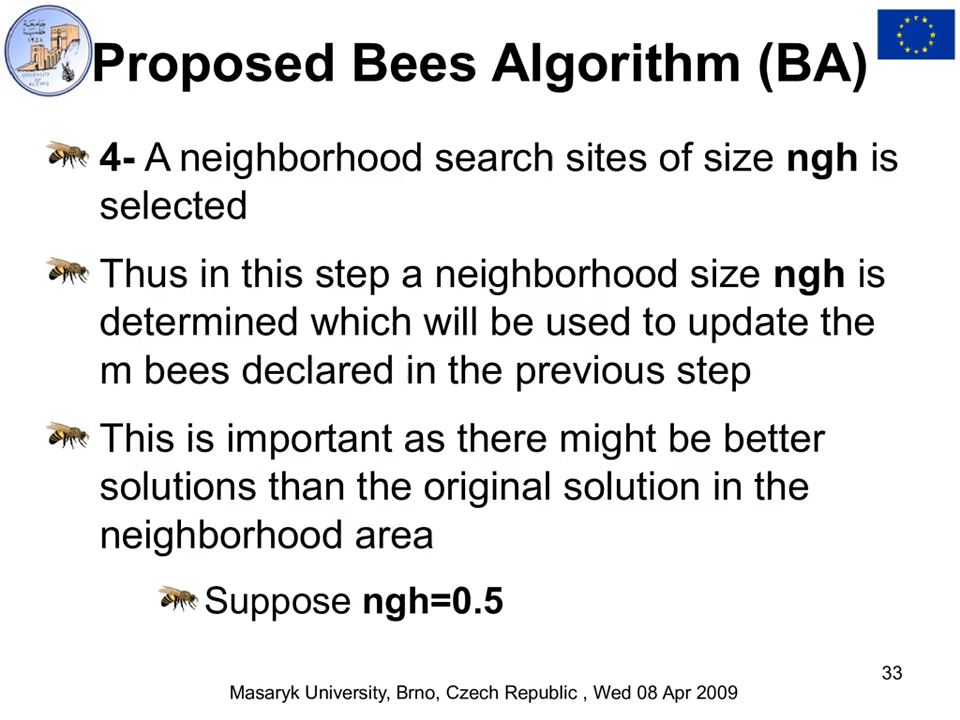 Proposed Bees Algorithm (BA)
4- A neighborhood search sites of size ngh is
selected
Thus in this step a neighborhood size ngh is
determined which will be used to update the
m bees declared in the previous step
This is important as there might be better
solutions than the original solution in the
neighborhood area
Suppose ngh=0.5
33
Masaryk University, Brno, Czech Republic , Wed 08 Apr 2009